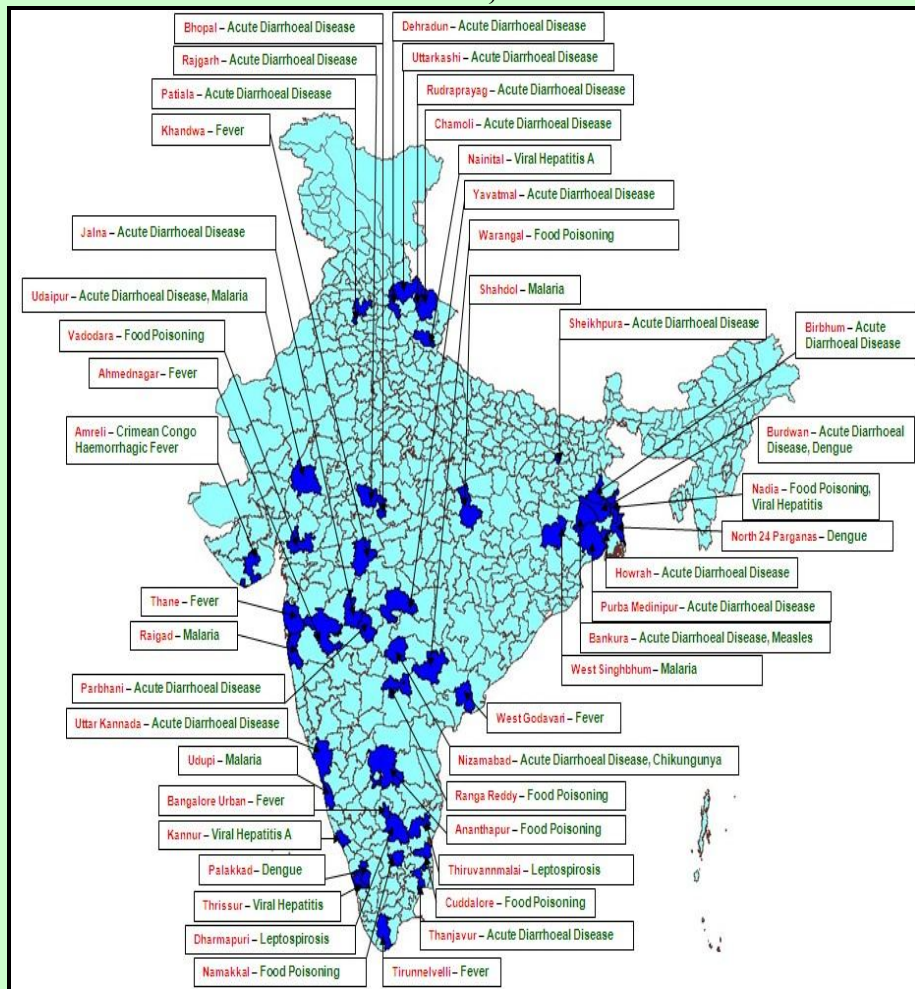 Bhopal – Acute Diarrhoeal Disease
Dehradun – Acute Diarrhoeal Disease
Rajgarh – Acute Diarrhoeal Disease
Uttarkashi – Acute Diarrhoeal Disease
Patiala – Acute Diarrhoeal Disease
Rudraprayag – Acute Diarrhoeal Disease
Khandwa – Fever
Chamoli – Acute Diarrhoeal Disease
Nainital – Viral Hepatitis A
Yavatmal – Acute Diarrhoeal Disease
Jalna – Acute Diarrhoeal Disease
Warangal – Food Poisoning
Udaipur – Acute Diarrhoeal Disease, Malaria
Shahdol – Malaria
Sheikhpura – Acute Diarrhoeal Disease
Birbhum – Acute
Diarrhoeal Disease
Vadodara – Food Poisoning
Ahmednagar – Fever
Amreli – Crimean Congo
Haemorrhagic Fever
Burdwan – Acute Diarrhoeal
Disease, Dengue
Nadia – Food Poisoning,
Viral Hepatitis
North 24 Parganas – Dengue
Howrah – Acute Diarrhoeal Disease
Thane – Fever
Purba Medinipur – Acute Diarrhoeal Disease
Raigad – Malaria
Bankura – Acute Diarrhoeal Disease, Measles
West Singhbhum – Malaria
Parbhani – Acute Diarrhoeal Disease
Uttar Kannada – Acute Diarrhoeal Disease
West Godavari – Fever
Udupi – Malaria
Nizamabad – Acute Diarrhoeal Disease, Chikungunya
Bangalore Urban – Fever
Ranga Reddy – Food Poisoning
Kannur – Viral Hepatitis A
Ananthapur – Food Poisoning
Palakkad – Dengue
Thiruvannmalai – Leptospirosis
Thrissur – Viral Hepatitis
Cuddalore – Food Poisoning
Dharmapuri – Leptospirosis
Thanjavur – Acute Diarrhoeal Disease
Namakkal – Food Poisoning
Tirunnelvelli – Fever